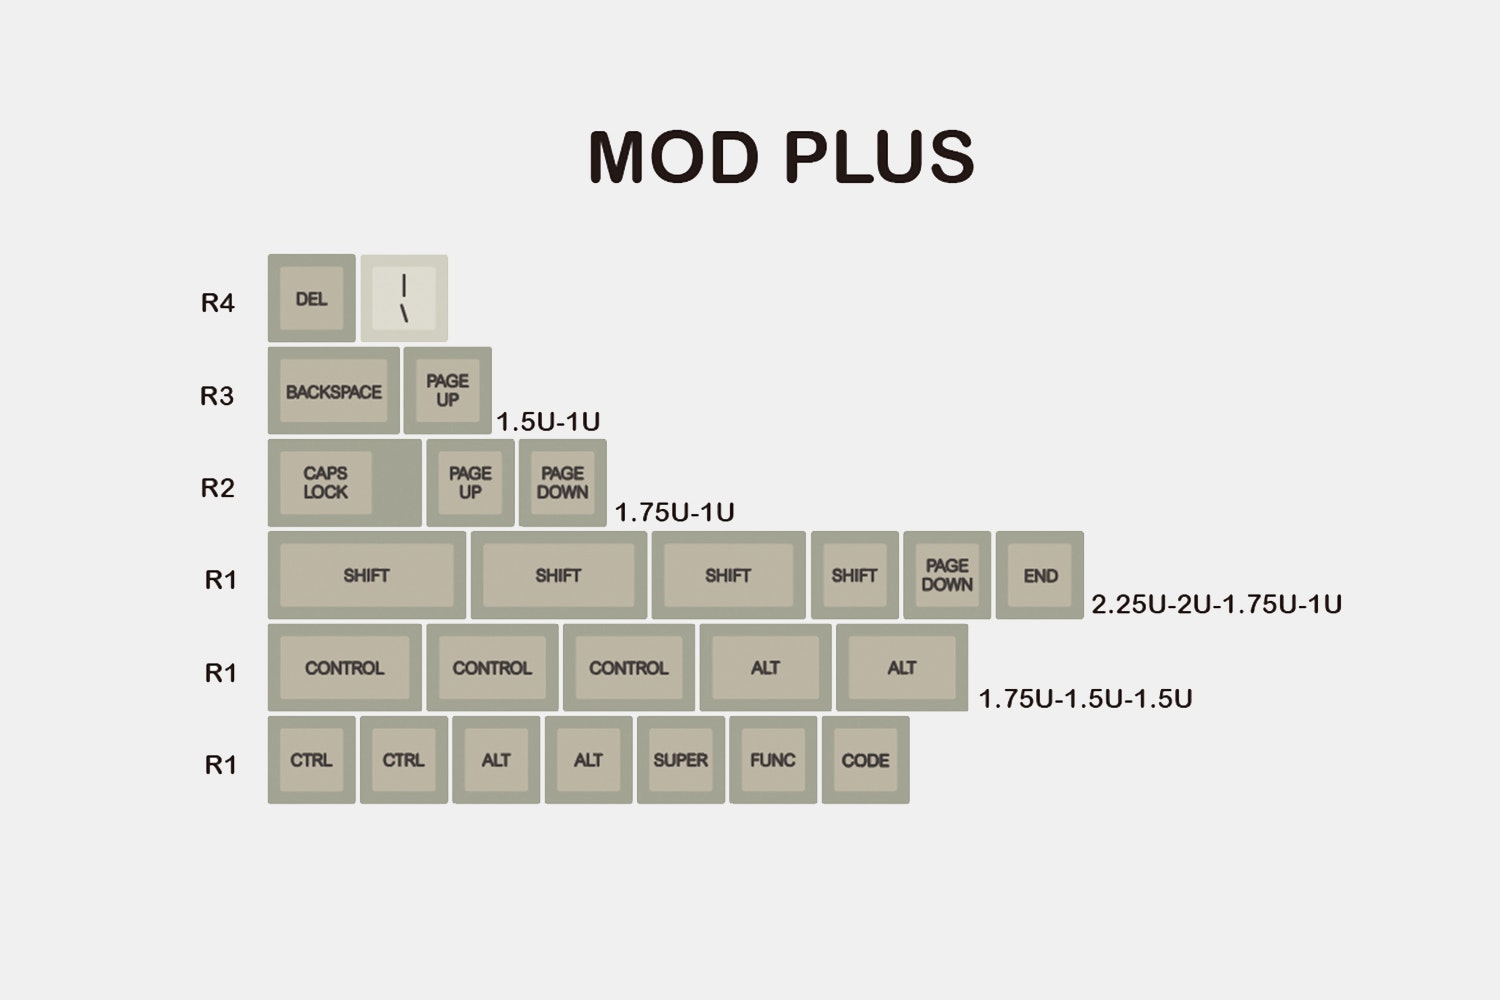 MOD PLUS
R4
DEL
|
\
R3
BACKSPACE
PAGE
UP
1.5U-1U
R2
CAPS
LOCK
PAGE
UP
PAGE
DOWN
1.75U-1U
R1
SHIFT
SHIFT
SHIFT
SHIFT
PAGE
DOWN
END
2.25U-2U-1.75U-1U
R1
CONTROL
CONTROL
CONTROL
ALT
ALT
1.75U-1.5U-1.5U
R1
CTRL
CTRL
ALT
ALT
SUPER
FUNC
CODE